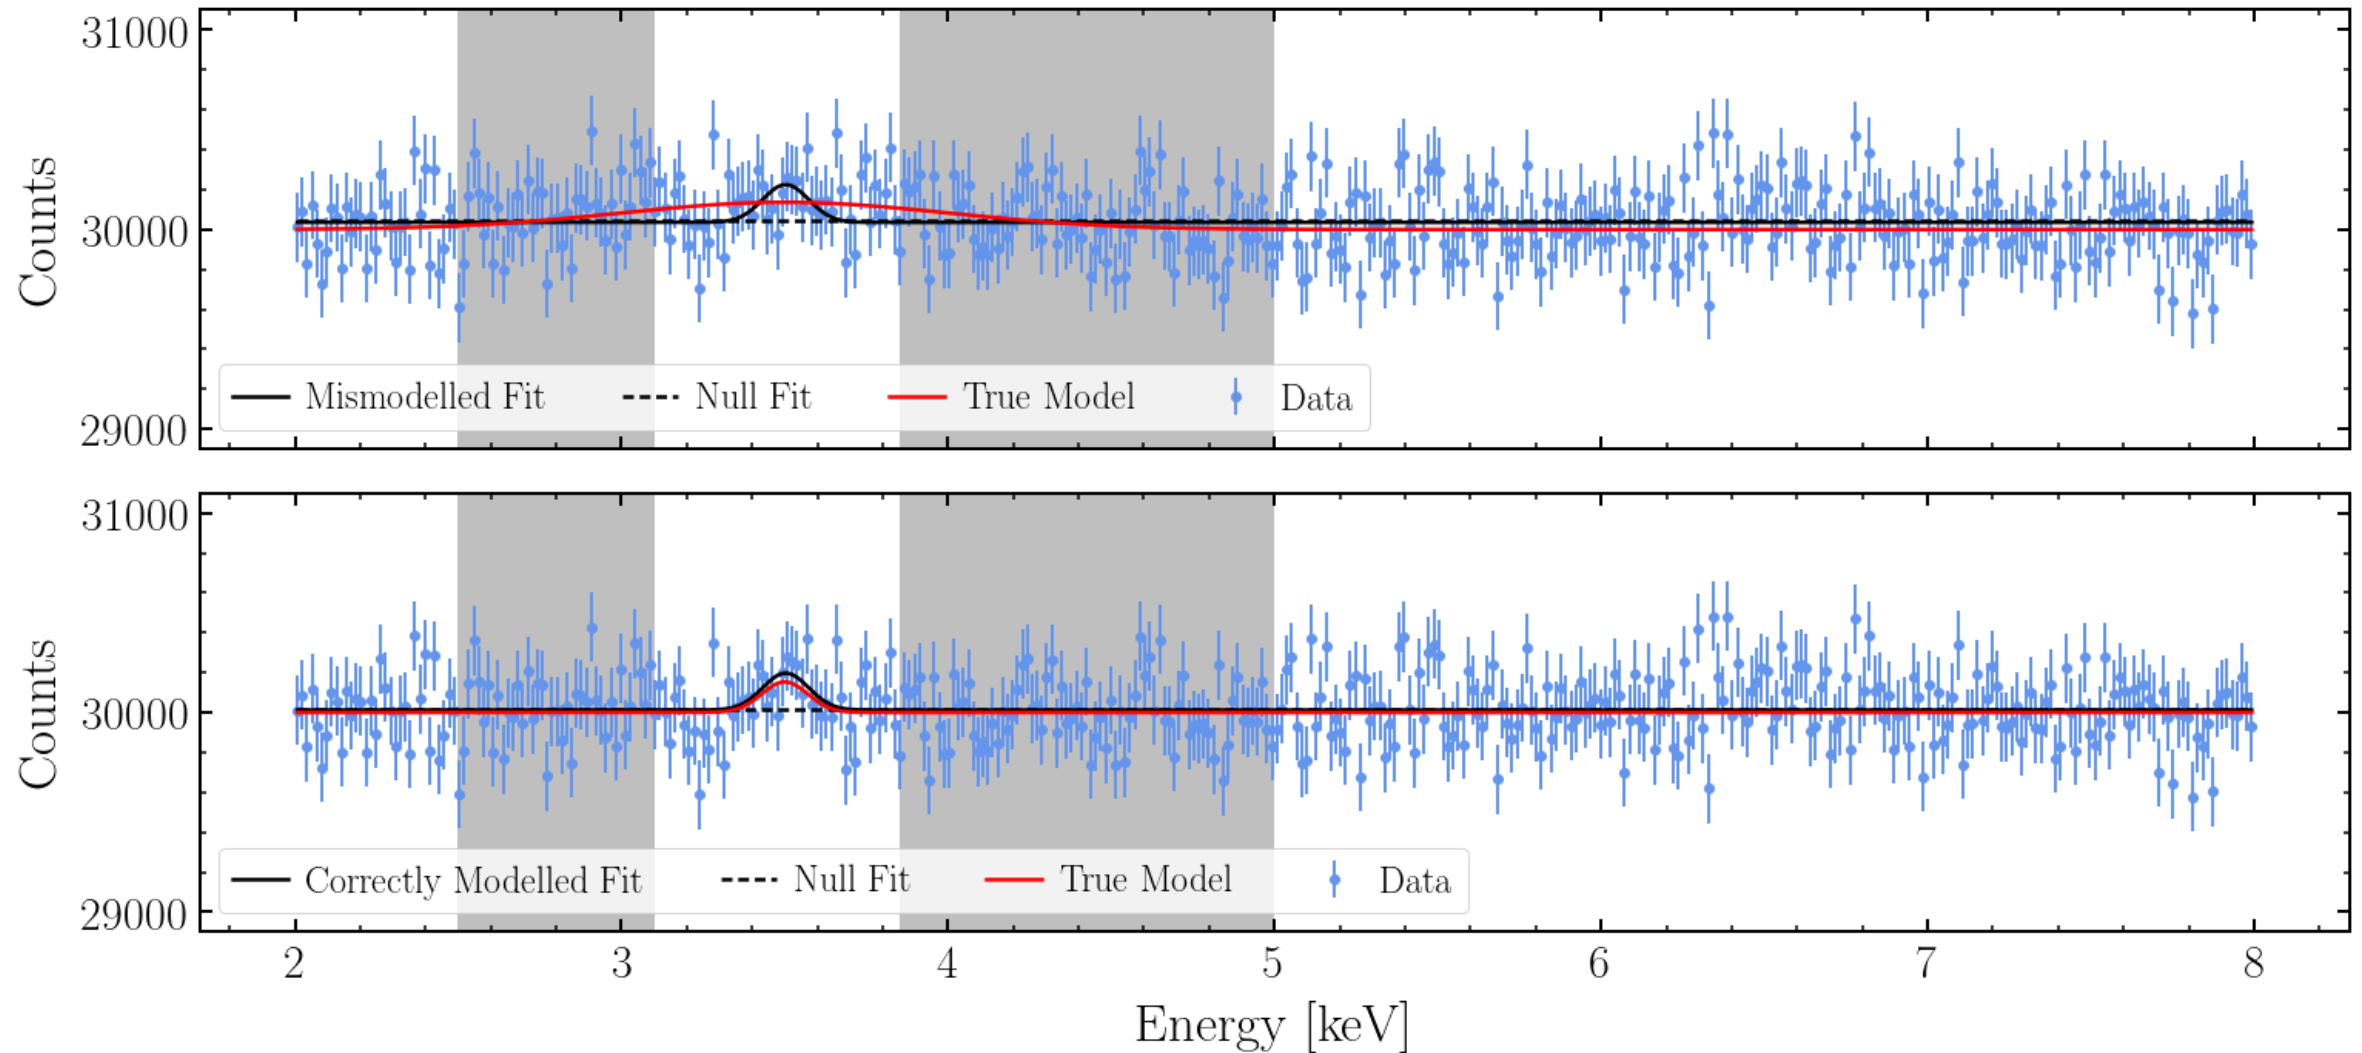 31000
30000
29000
Counts
Mismodelled Fit Null Fit True Model Data
31000
30000
29000
Counts
Correctly Modelled Fit Null Fit True Model Data
2 3 4 5 6 7 8
Energy [keV]